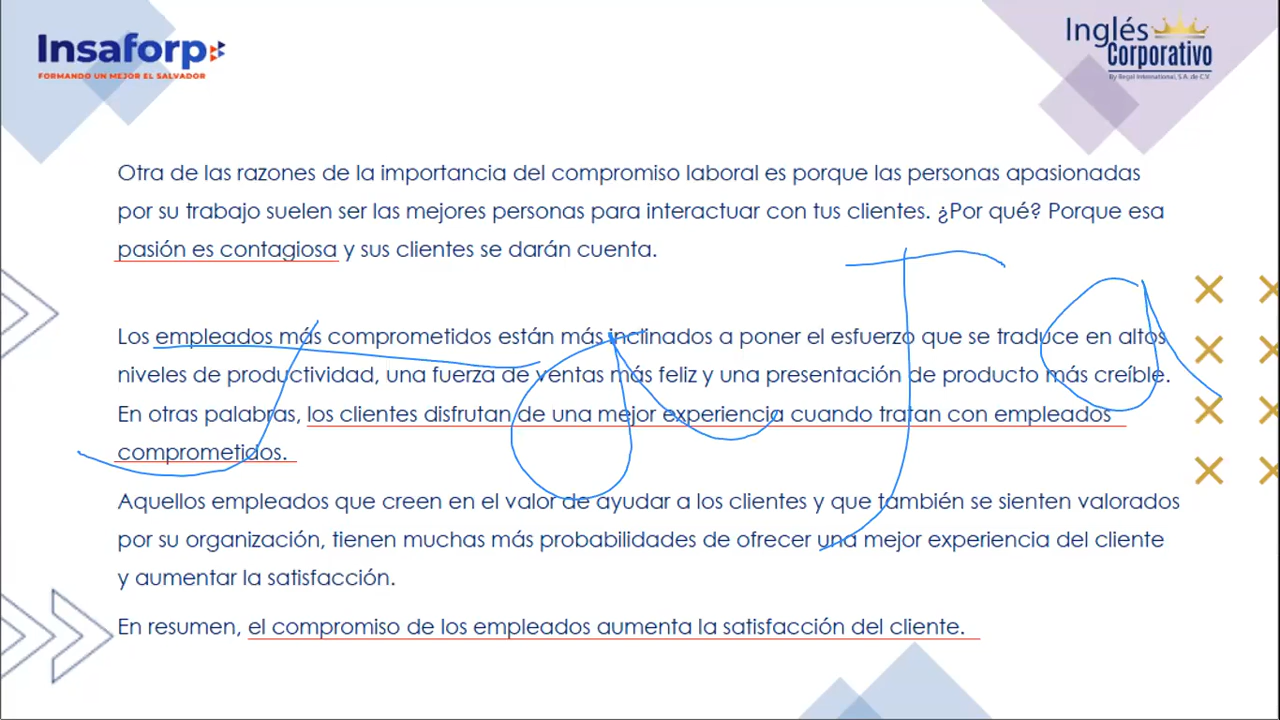 Insaforp
FORMANDO UN MEJOR EL SALVADOR
Inglés
Corporativo
By Regal International, S.A. de C.V.
Otra de las razones de la importancia del compromiso laboral es porque las personas apasionadas
por su trabajo suelen ser las mejores personas para interactuar con tus clientes. ¿Por qué? Porque esa
pasión es contagiosa y sus clientes se darán cuenta.
Los empleados más comprometidos están más inclinados a poner el esfuerzo que se traduce en altos
niveles de productividad, una fuerza de ventas más feliz y una presentación de producto más creíble.
En otras palabras, los clientes disfrutan de una mejor experiencia cuando tratan con empleados
comprometidos.
Aquellos empleados que creen en el valor de ayudar a los clientes y que también se sienten valorados
por su organización, tienen muchas más probabilidades de ofrecer una mejor experiencia del cliente
y aumentar la satisfacción.
En resumen, el compromiso de los empleados aumenta la satisfacción del cliente.